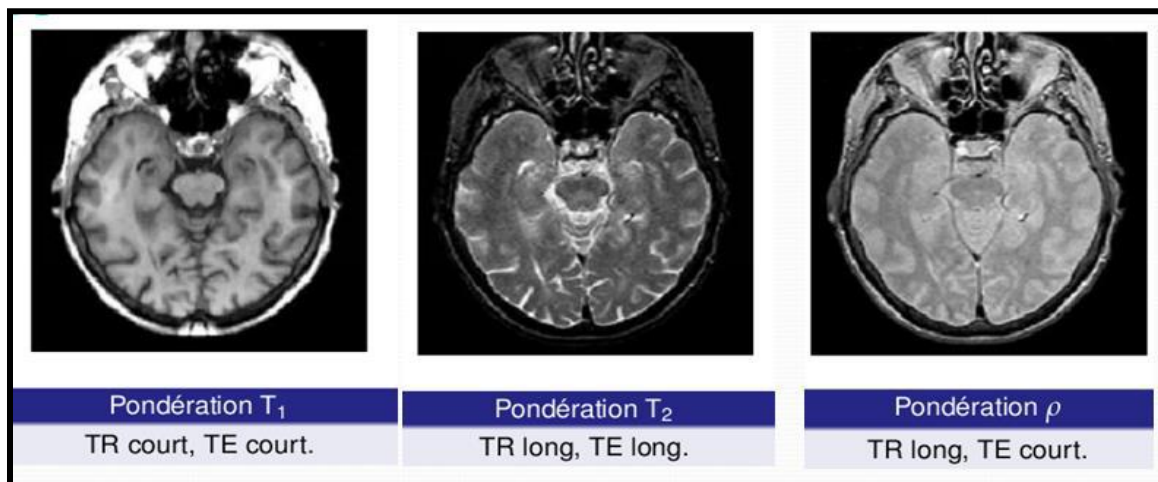 Pondération T₁
TR court, TE court.
Pondération T₂
TR long, TE long.
Pondération ρ
TR long, TE court.